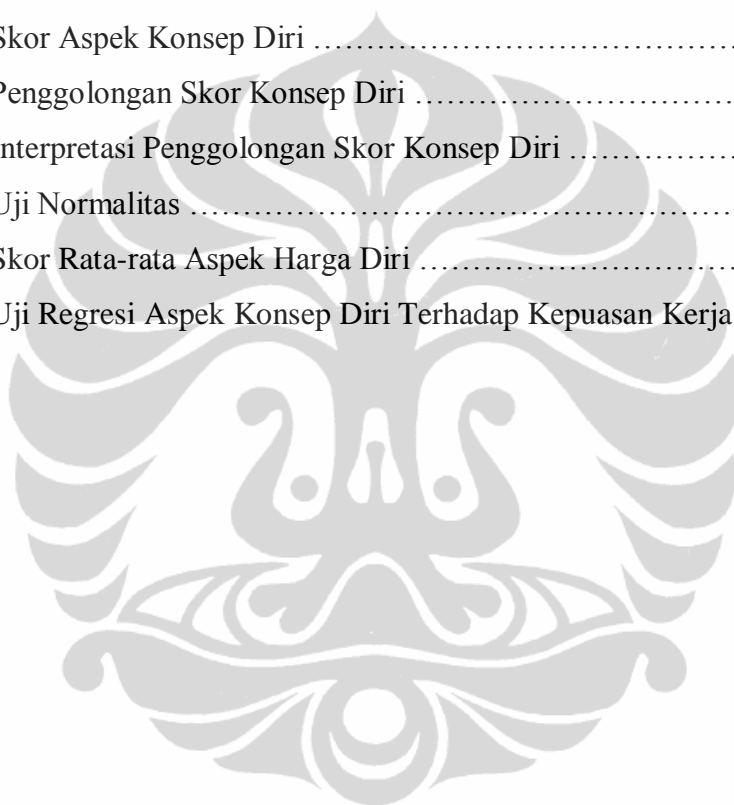 Skor Aspek Konsep Diri ……………………………………
Penggolongan Skor Konsep Diri …………………………
Interpretasi Penggolongan Skor Konsep Diri ………………
Uji Normalitas ………………………………………………
Skor Rata-rata Aspek Harga Diri ……………………………
Uji Regresi Aspek Konsep Diri Terhadap Kepuasan Kerja